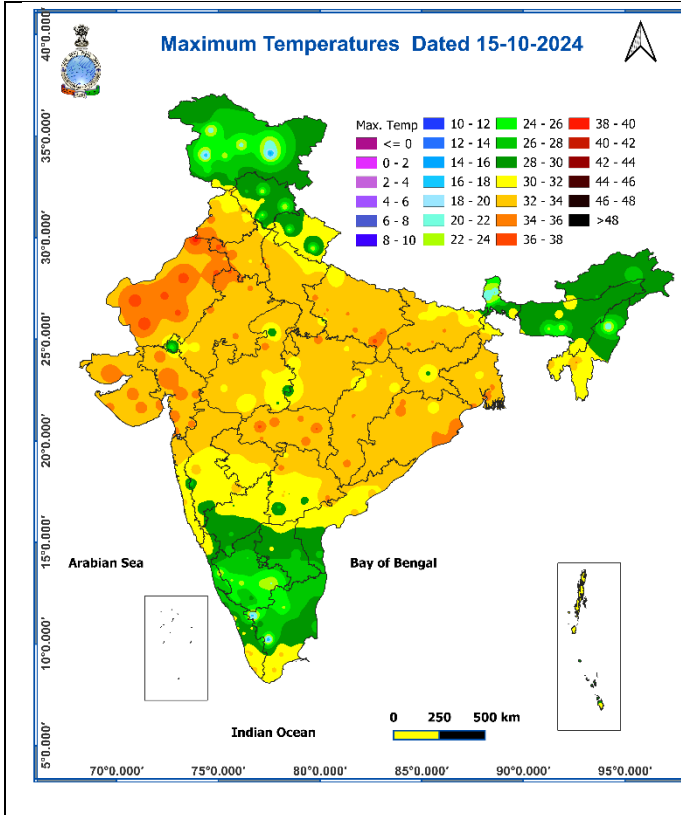 Maximum Temperatures Dated 15-10-2024
Max. Temp
<= 0
0 - 2
2 - 4
4 - 6
6 - 8
8 - 10
10 - 12
12 - 14
14 - 16
16 - 18
18 - 20
20 - 22
22 - 24
24 - 26
26 - 28
28 - 30
30 - 32
32 - 34
34 - 36
36 - 38
38 - 40
40 - 42
42 - 44
44 - 46
46 - 48
>48
40°0.000'
35°0.000'
30°0.000'
25°0.000'
20°0.000'
15°0.000'
10°0.000'
5°0.000'
Arabian Sea
Bay of Bengal
Indian Ocean
0 250 500 km
70°0.000' 75°0.000' 80°0.000' 85°0.000' 90°0.000' 95°0.000'